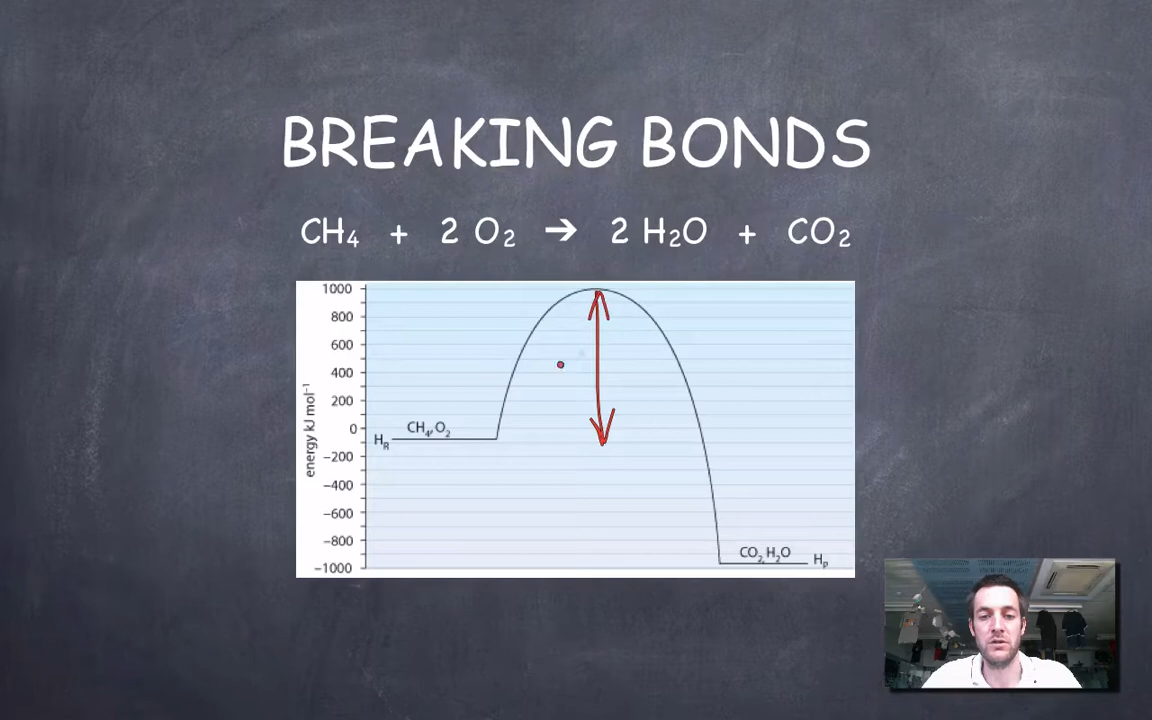 BREAKING BONDS
CH₄ + 2 O₂ ➔ 2 H₂O + CO₂
energy kJ mol⁻¹
1000
800
600
400
200
0
−200
−400
−600
−800
−1000
H_R
CH₄, O₂
CO₂, H₂O
Hₚ